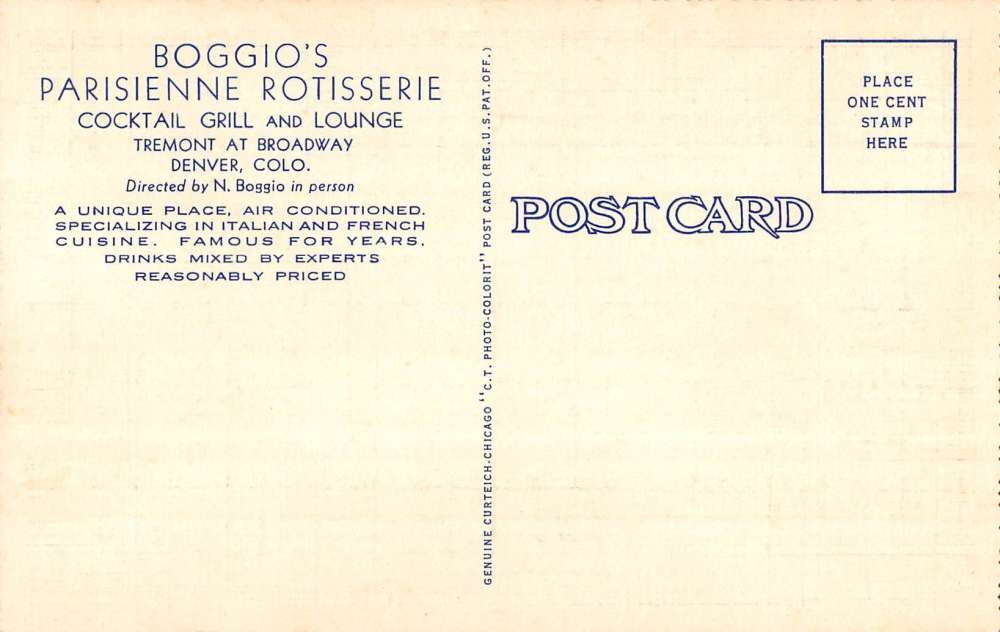 BOGGIO'S
PARISIENNE ROTISSERIE
COCKTAIL GRILL AND LOUNGE
TREMONT AT BROADWAY
DENVER, COLO.
Directed by N. Boggio in person
A UNIQUE PLACE, AIR CONDITIONED.
SPECIALIZING IN ITALIAN AND FRENCH
CUISINE. FAMOUS FOR YEARS.
DRINKS MIXED BY EXPERTS
REASONABLY PRICED
GENUINE CURTEICH-CHICAGO "C.T. PHOTO-COLORIT" POST CARD (REG.U.S.PAT.OFF.)
POST CARD
PLACE
ONE CENT
STAMP
HERE